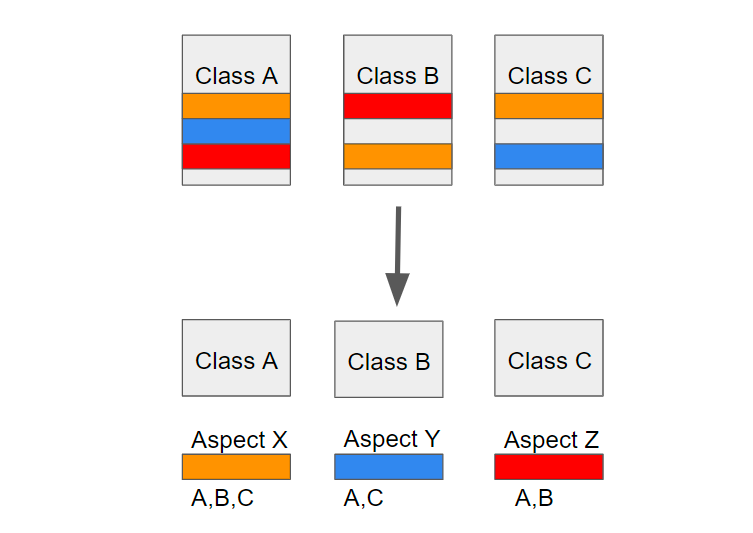 Class A
Class B
Class C
Class A
Class B
Class C
Aspect X
Aspect Y
Aspect Z
A,B,C
A,C
A,B